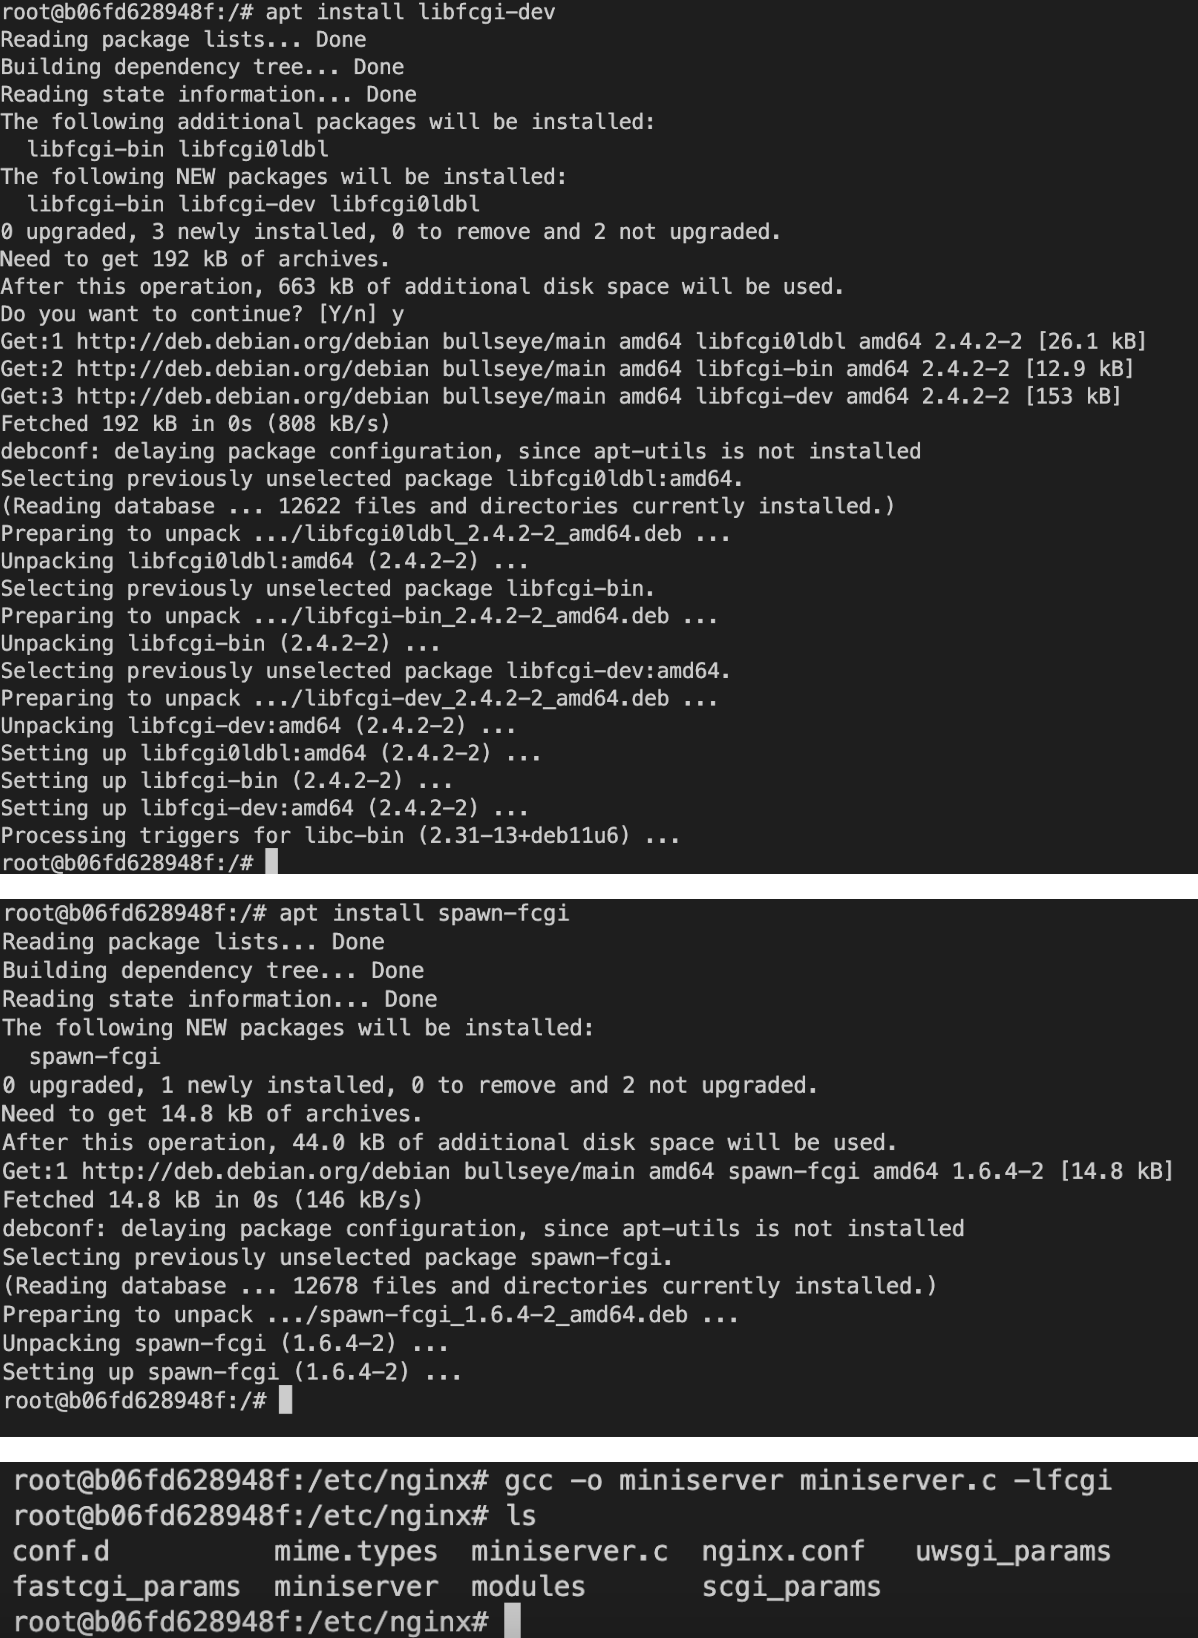 root@b06fd628948f:/# apt install libfcgi-dev
Reading package lists... Done
Building dependency tree... Done
Reading state information... Done
The following additional packages will be installed:
  libfcgi-bin libfcgi0ldbl
The following NEW packages will be installed:
  libfcgi-bin libfcgi-dev libfcgi0ldbl
0 upgraded, 3 newly installed, 0 to remove and 2 not upgraded.
Need to get 192 kB of archives.
After this operation, 663 kB of additional disk space will be used.
Do you want to continue? [Y/n] y
Get:1 http://deb.debian.org/debian bullseye/main amd64 libfcgi0ldbl amd64 2.4.2-2 [26.1 kB]
Get:2 http://deb.debian.org/debian bullseye/main amd64 libfcgi-bin amd64 2.4.2-2 [12.9 kB]
Get:3 http://deb.debian.org/debian bullseye/main amd64 libfcgi-dev amd64 2.4.2-2 [153 kB]
Fetched 192 kB in 0s (808 kB/s)
debconf: delaying package configuration, since apt-utils is not installed
Selecting previously unselected package libfcgi0ldbl:amd64.
(Reading database ... 12622 files and directories currently installed.)
Preparing to unpack .../libfcgi0ldbl_2.4.2-2_amd64.deb ...
Unpacking libfcgi0ldbl:amd64 (2.4.2-2) ...
Selecting previously unselected package libfcgi-bin.
Preparing to unpack .../libfcgi-bin_2.4.2-2_amd64.deb ...
Unpacking libfcgi-bin (2.4.2-2) ...
Selecting previously unselected package libfcgi-dev:amd64.
Preparing to unpack .../libfcgi-dev_2.4.2-2_amd64.deb ...
Unpacking libfcgi-dev:amd64 (2.4.2-2) ...
Setting up libfcgi0ldbl:amd64 (2.4.2-2) ...
Setting up libfcgi-bin (2.4.2-2) ...
Setting up libfcgi-dev:amd64 (2.4.2-2) ...
Processing triggers for libc-bin (2.31-13+deb11u6) ...
root@b06fd628948f:/#
root@b06fd628948f:/# apt install spawn-fcgi
Reading package lists... Done
Building dependency tree... Done
Reading state information... Done
The following NEW packages will be installed:
  spawn-fcgi
0 upgraded, 1 newly installed, 0 to remove and 2 not upgraded.
Need to get 14.8 kB of archives.
After this operation, 44.0 kB of additional disk space will be used.
Get:1 http://deb.debian.org/debian bullseye/main amd64 spawn-fcgi amd64 1.6.4-2 [14.8 kB]
Fetched 14.8 kB in 0s (146 kB/s)
debconf: delaying package configuration, since apt-utils is not installed
Selecting previously unselected package spawn-fcgi.
(Reading database ... 12678 files and directories currently installed.)
Preparing to unpack .../spawn-fcgi_1.6.4-2_amd64.deb ...
Unpacking spawn-fcgi (1.6.4-2) ...
Setting up spawn-fcgi (1.6.4-2) ...
root@b06fd628948f:/#
root@b06fd628948f:/etc/nginx# gcc -o miniserver miniserver.c -lfcgi
root@b06fd628948f:/etc/nginx# ls
conf.d          mime.types  miniserver.c  nginx.conf   uwsgi_params
fastcgi_params  miniserver  modules       scgi_params
root@b06fd628948f:/etc/nginx#